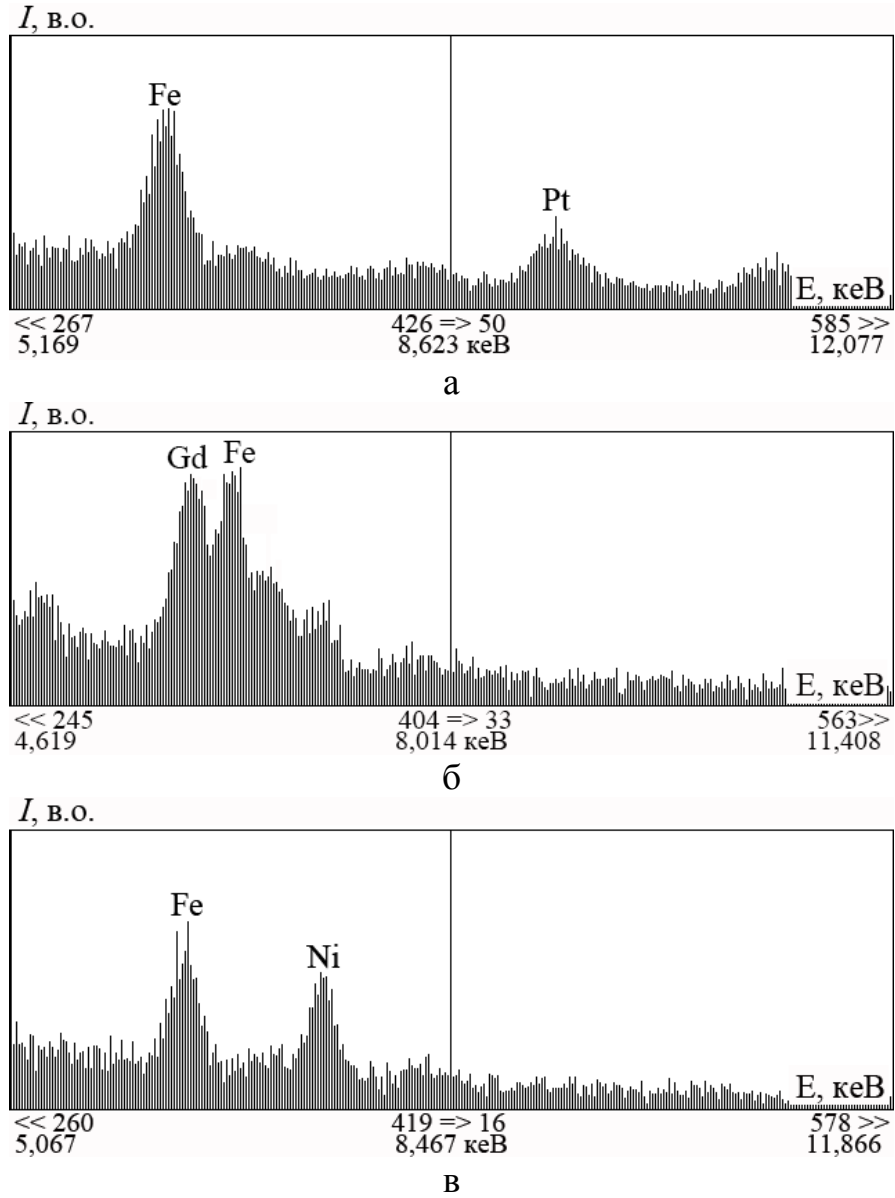 I, в.о.
Fe
Pt
E, кеВ
<< 267 426 => 50 585 >>
5,169 8,623 кеВ 12,077
а
I, в.о.
Gd Fe
E, кеВ
<< 245 404 => 33 563>>
4,619 8,014 кеВ 11,408
б
I, в.о.
Fe
Ni
E, кеВ
<< 260 419 => 16 578 >>
5,067 8,467 кеВ 11,866
в